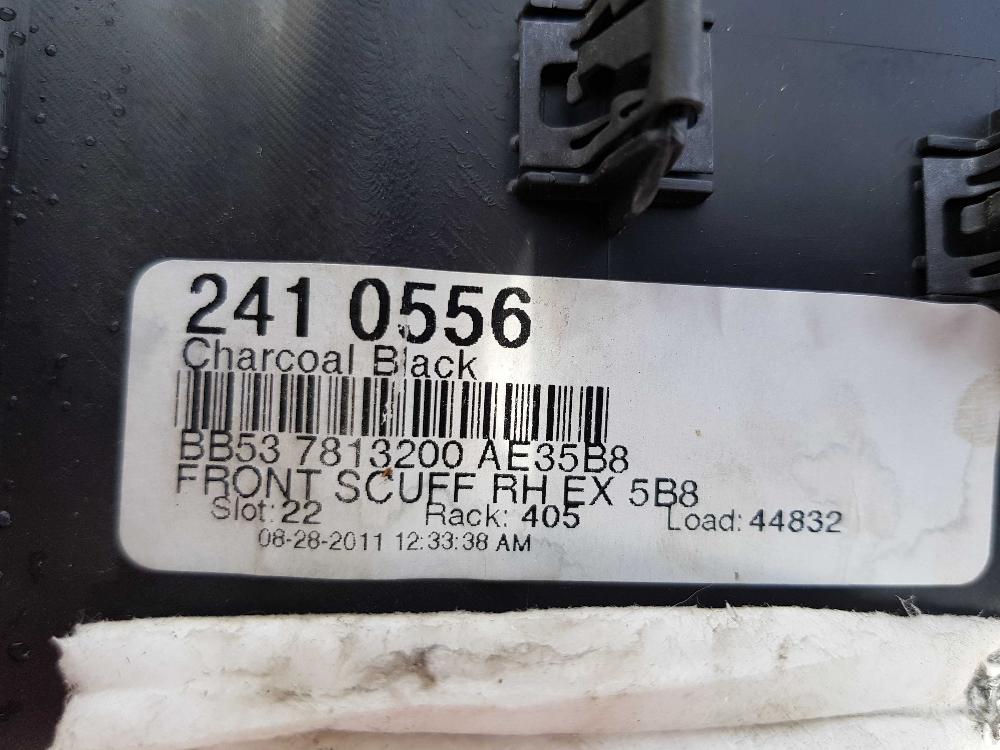 241 0556
Charcoal Black
BB53 7813200 AE35B8
FRONT SCUFF RH EX 5B8
Slot: 22 Rack: 405 Load: 44832
08-28-2011 12:33:38 AM